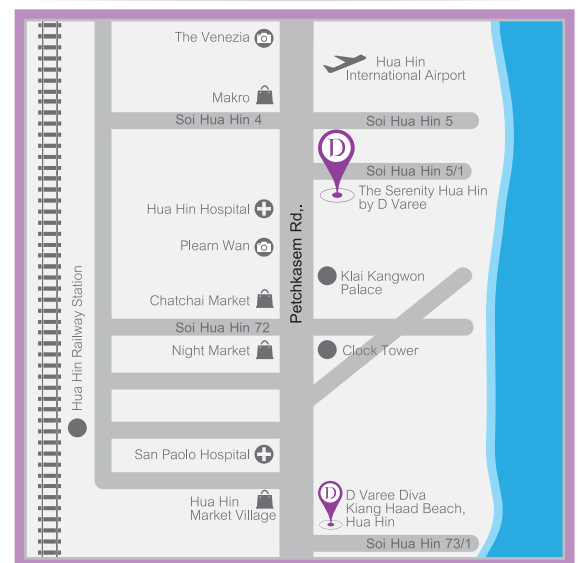 The Venezia
Hua Hin
International Airport
Makro
Soi Hua Hin 4
Soi Hua Hin 5
D
Soi Hua Hin 5/1
The Serenity Hua Hin
by D Varee
Hua Hin Hospital
Petchkasem Rd,.
Plearn Wan
Klai Kangwon
Palace
Chatchai Market
Soi Hua Hin 72
Night Market
Clock Tower
Hua Hin Railway Station
San Paolo Hospital
Hua Hin
Market Village
D
D Varee Diva
Kiang Haad Beach,
Hua Hin
Soi Hua Hin 73/1